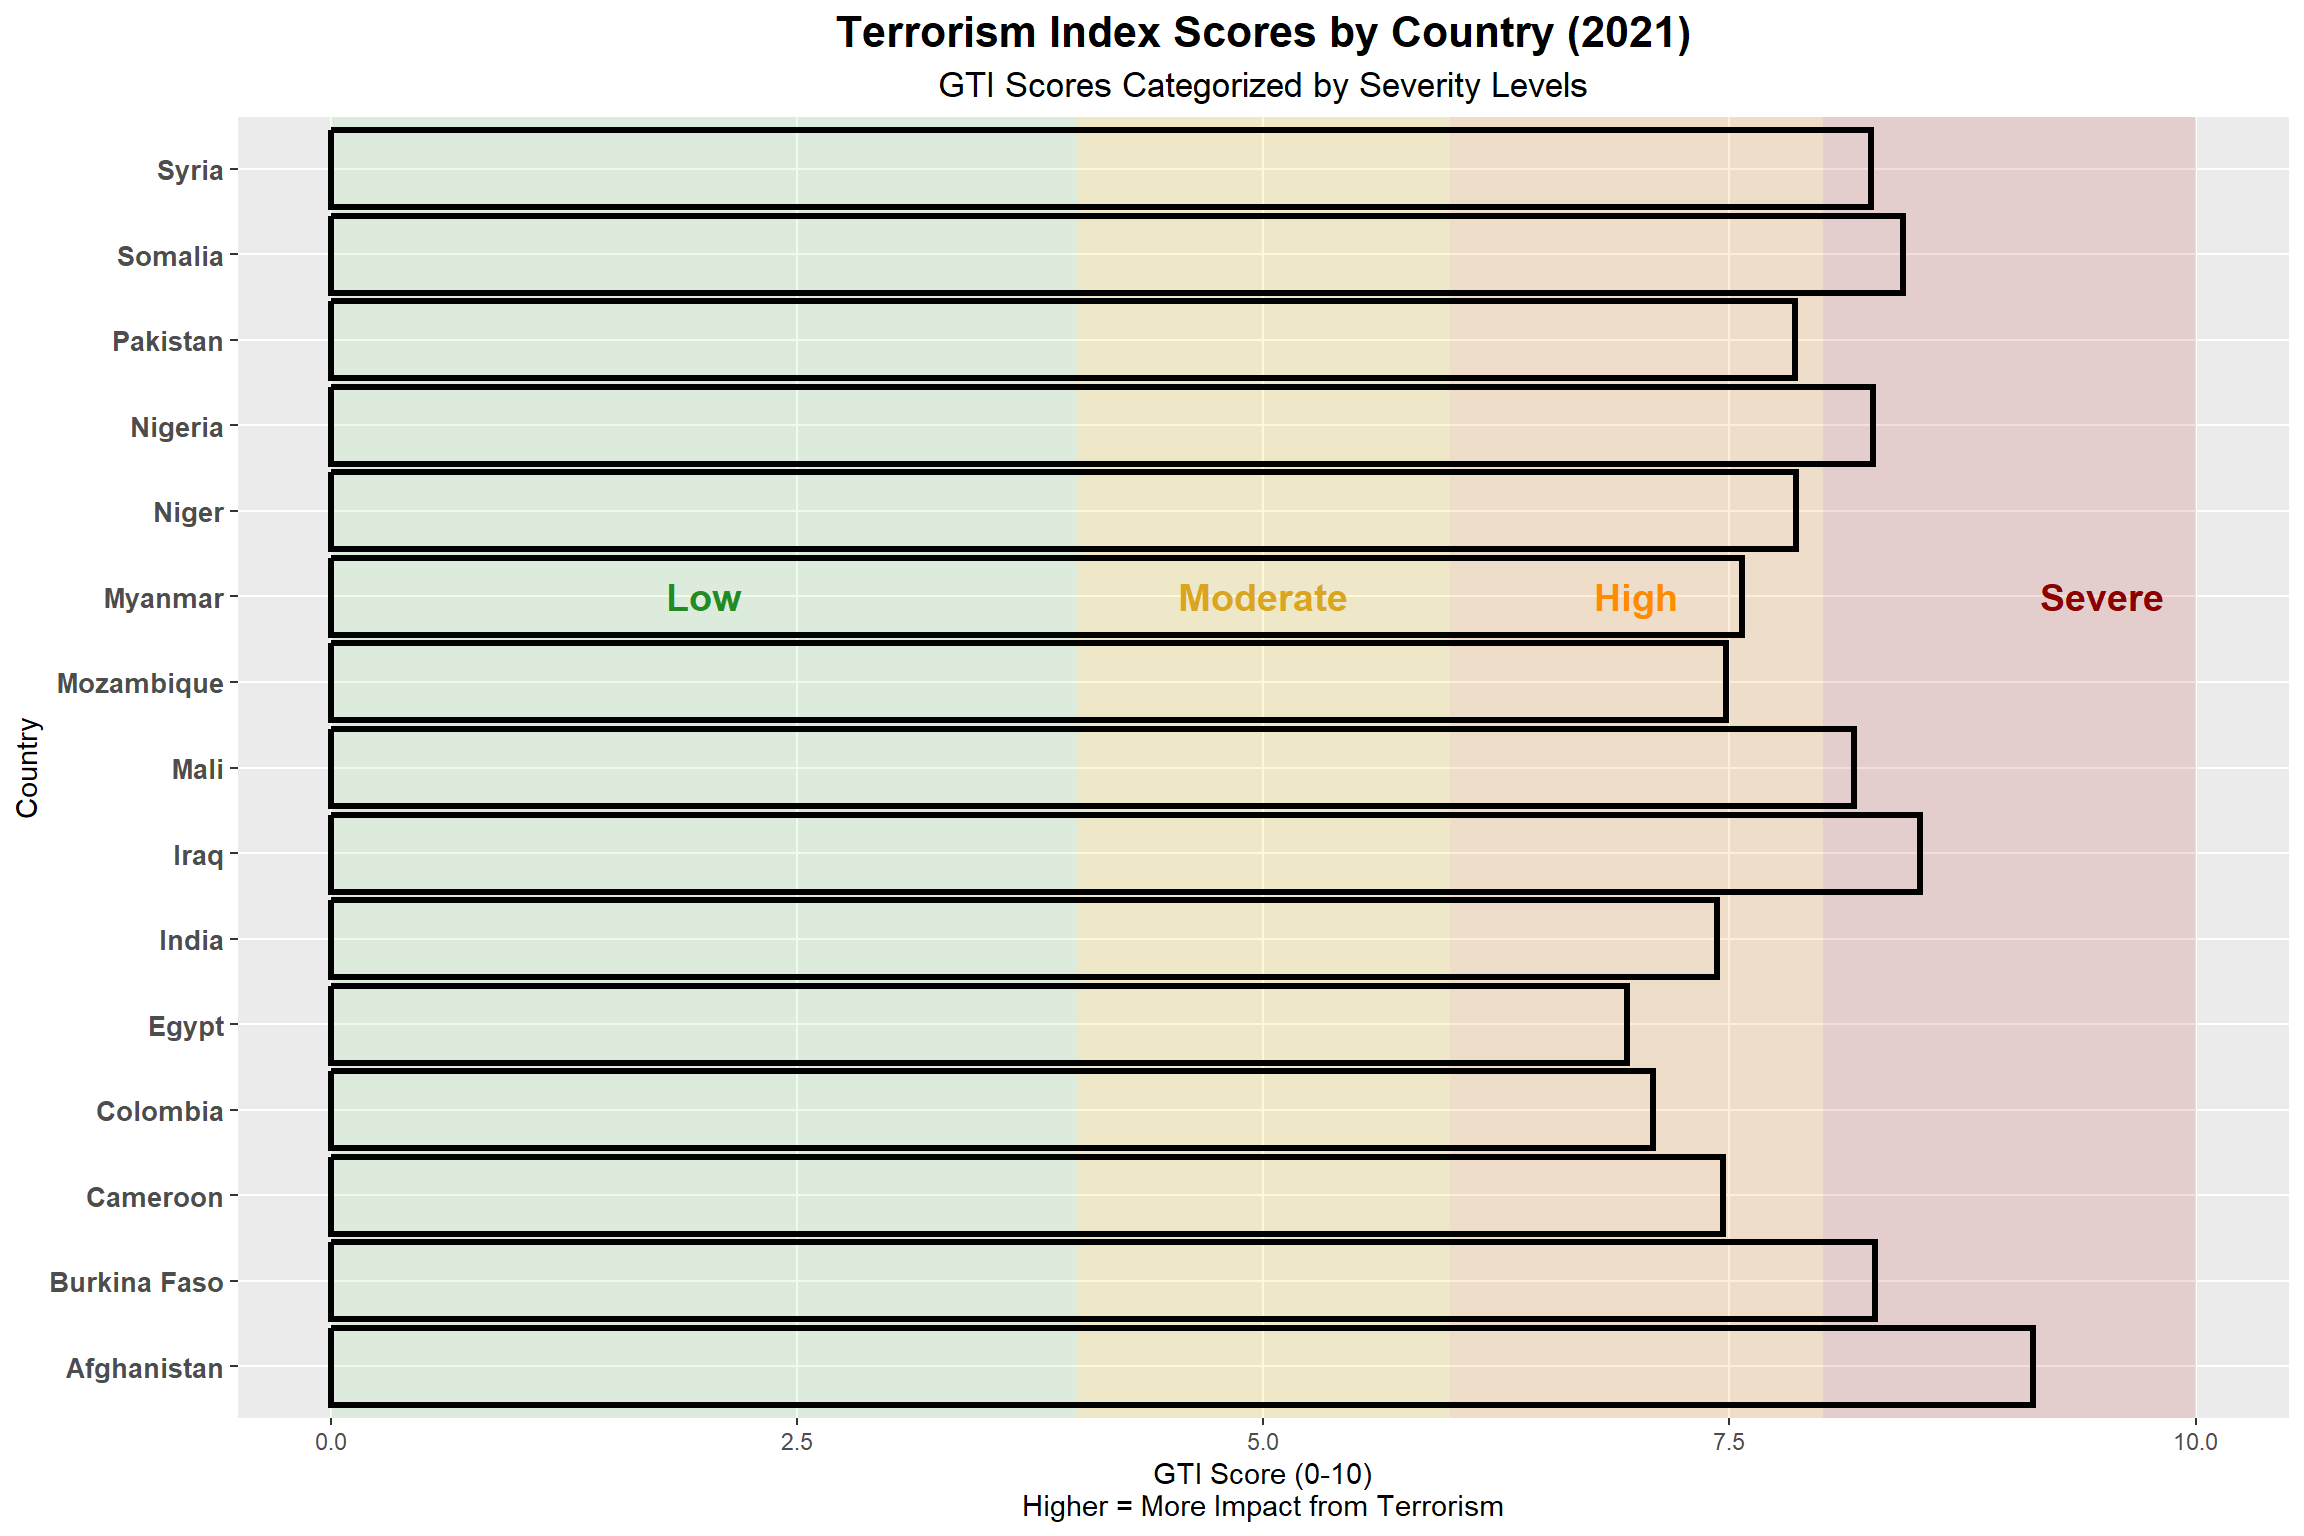 Terrorism Index Scores by Country (2021)
GTI Scores Categorized by Severity Levels
Syria
Somalia
Pakistan
Nigeria
Niger
Myanmar
Low Moderate High Severe
Mozambique
Mali
Iraq
India
Egypt
Colombia
Cameroon
Burkina Faso
Afghanistan
Country
0.0 2.5 5.0 7.5 10.0
GTI Score (0-10)
Higher = More Impact from Terrorism